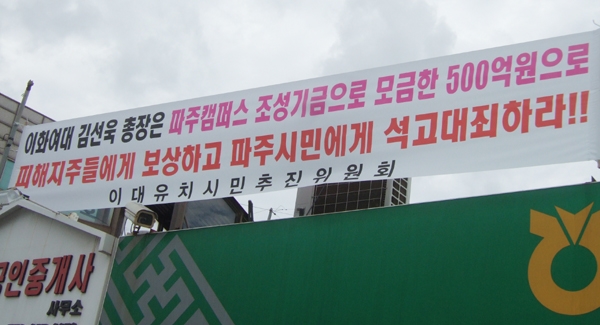 이화여대 김선욱 총장은 파주캠퍼스 조성기금으로 모금한 500억원으로
피해지주들에게 보상하고 파주시민에게 석고대죄하라!!
이대유치시민추진위원회
공인중개사
사무소